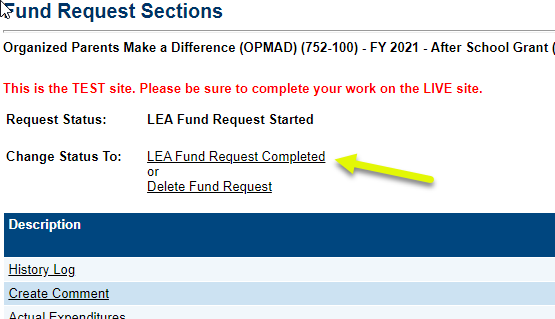 Fund Request Sections
Organized Parents Make a Difference (OPMAD) (752-100) - FY 2021 - After School Grant (
This is the TEST site. Please be sure to complete your work on the LIVE site.
Request Status: LEA Fund Request Started
Change Status To: LEA Fund Request Completed
or
Delete Fund Request
Description
History Log
Create Comment
Actual Expenditures